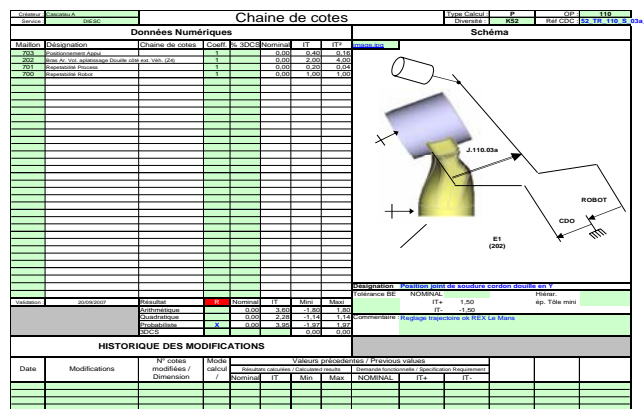 Créateur Cascatau A
Service DIESC
Chaine de cotes
Type Calcul : P OP : 110
Diversité : K52 Réf CDC : 52_TR_110_S_03a
Données Numériques
Schéma
Maillon Désignation Chaine de cotes Coeff. % 3DCS Nominal IT IT²
image.jpg
703 Positionnement Appui 1 0,00 0,40 0,16
202 Bras Ar. Vol. aplatissage Douille côté ext. Véh. (Z4) 1 0,00 2,00 4,00
701 Repetabilité Process 1 0,00 0,20 0,04
700 Repetabilité Robot 1 0,00 1,00 1,00
J.110.03a
ROBOT
CDO
E1
(202)
Désignation Position joint de soudure cordon douille en Y
Tolérance BE NOMINAL Hiérar.
IT+ 1,50 ép. Tôle mini
IT- -1,50
Validation 20/09/2007 Résultat R Nominal IT Mini Maxi
Arithmétique 0,00 3,60 -1,80 1,80
Quadratique 0,00 2,28 -1,14 1,14
Probabiliste X 0,00 3,95 -1,97 1,97
3DCS 0,00 0,00
Commentaire : Reglage trajectoire ok REX Le Mans
HISTORIQUE DES MODIFICATIONS
Date Modifications N° cotes modifiées / Dimension Mode calcul /
Valeurs précedentes / Previous values
Résultats calculées / Calculated results Demande fonctionnelle / Specification Requirement
Nominal IT Min Max NOMINAL IT+ IT-